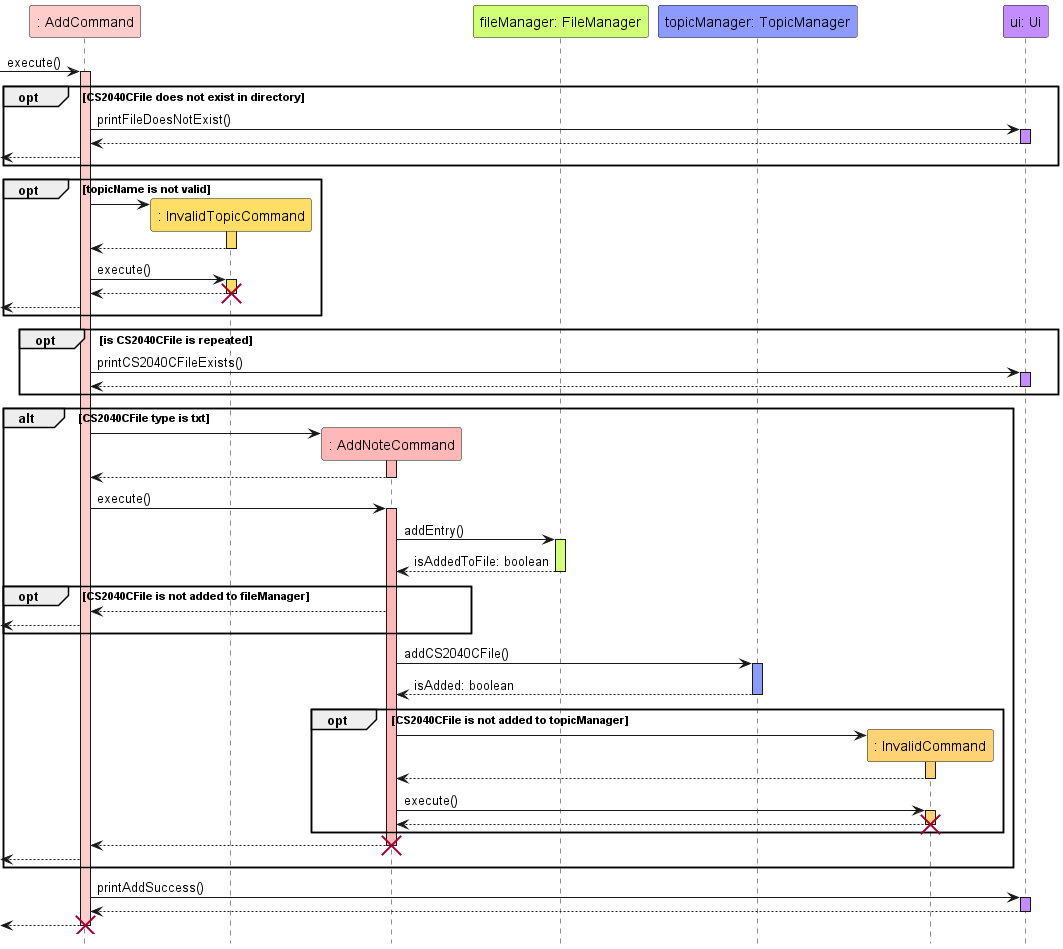 : AddCommand
fileManager: FileManager
topicManager: TopicManager
ui: Ui
execute()
opt
[CS2040CFile does not exist in directory]
printFileDoesNotExist()
opt
[topicName is not valid]
: InvalidTopicCommand
execute()
opt
[is CS2040CFile is repeated]
printCS2040CFileExists()
alt
[CS2040CFile type is txt]
: AddNoteCommand
execute()
addEntry()
isAddedToFile: boolean
opt
[CS2040CFile is not added to fileManager]
addCS2040CFile()
isAdded: boolean
opt
[CS2040CFile is not added to topicManager]
: InvalidCommand
execute()
printAddSuccess()